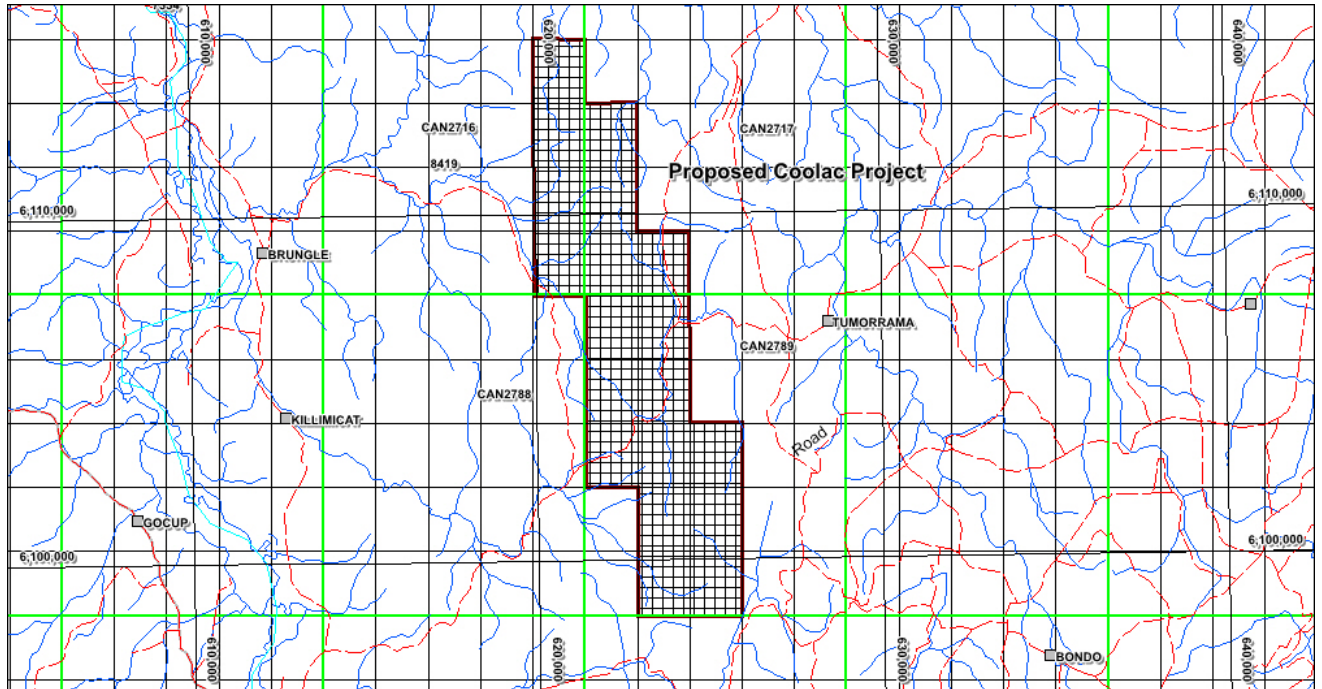 7334
610,000
620,000
630,000
640,000
CAN2716
CAN2717
8419
Proposed Coolac Project
6,110,000
6,110,000
BRUNGLE
TUMORRAMA
CAN2789
CAN2788
KILLIMICAT
Road
GOCUP
6,100,000
6,100,000
610,000
620,000
630,000
640,000
BONDO